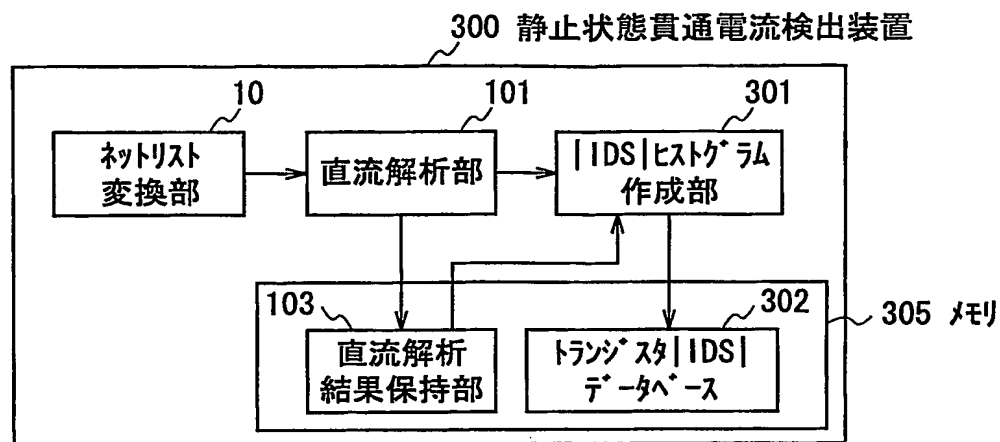 300 静止状態貫通電流検出装置
10
101
301
ネットリスト
変換部
直流解析部
|IDS|ヒストグラム
作成部
103
302
305 メモリ
直流解析
結果保持部
トランジスタ|IDS|
データベース